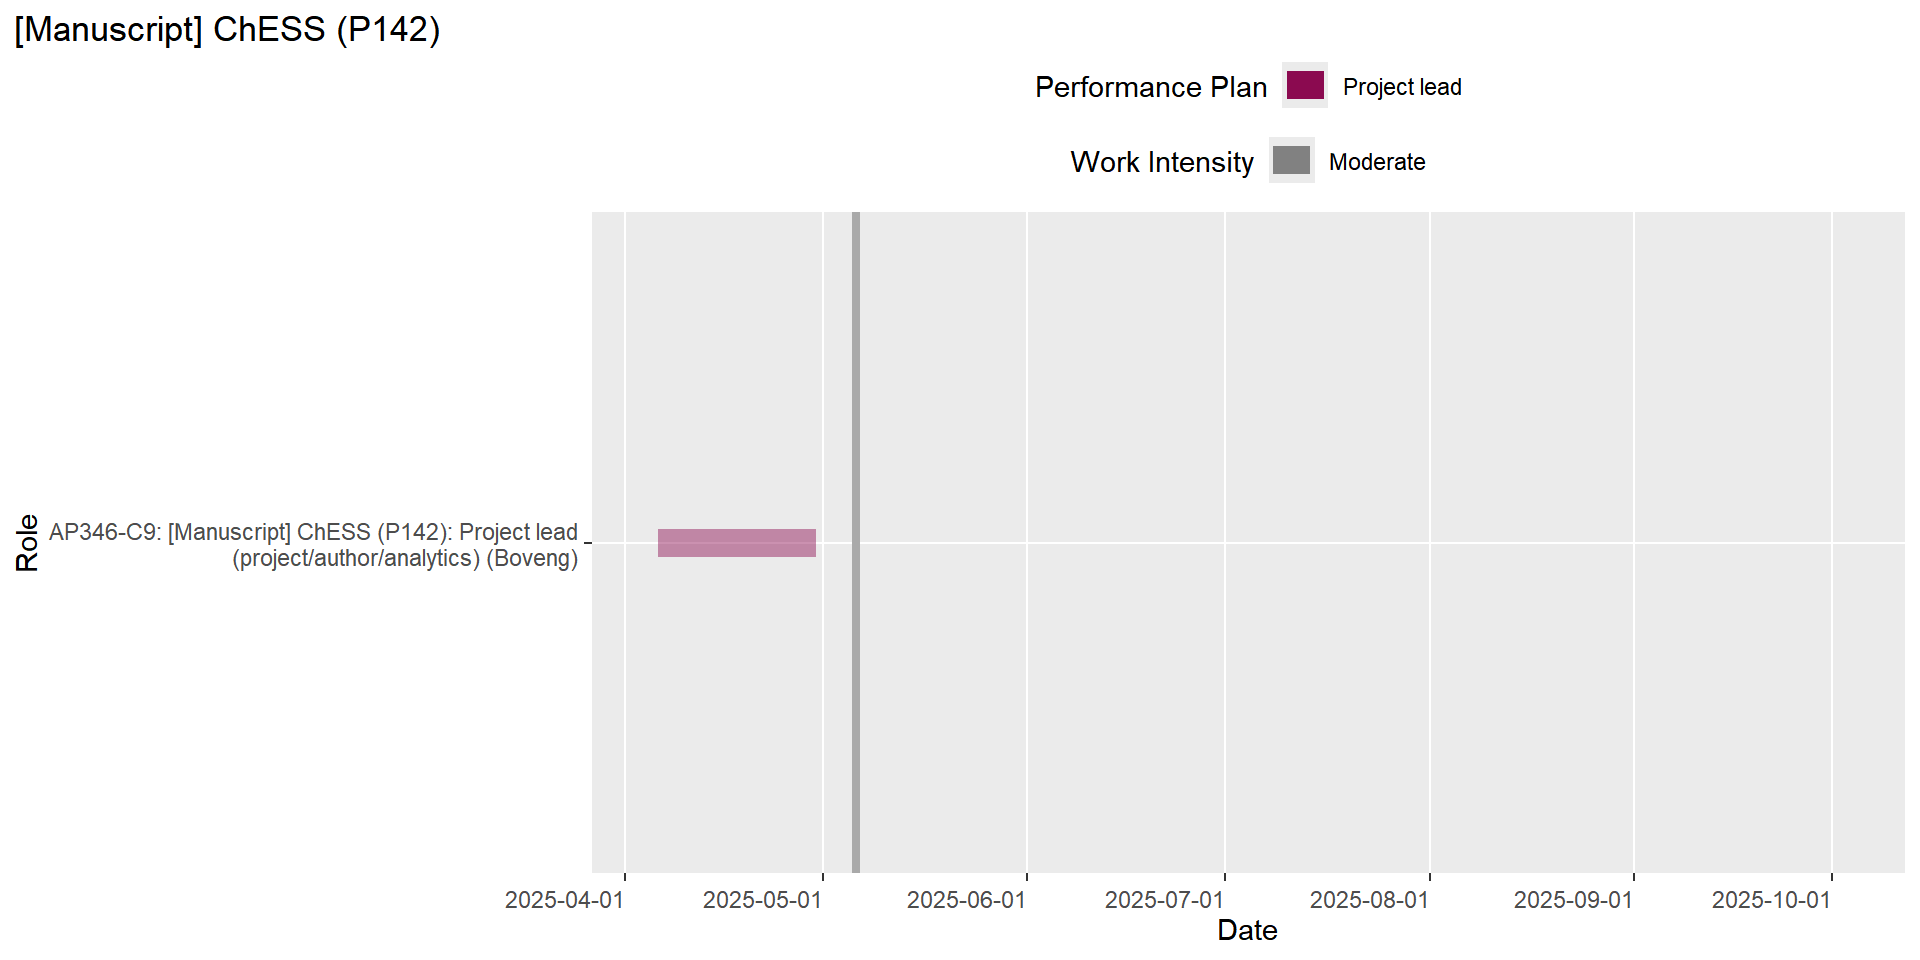 [Manuscript] ChESS (P142)
Performance Plan
Project lead
Work Intensity
Moderate
Role
AP346-C9: [Manuscript] ChESS (P142): Project lead
(project/author/analytics) (Boveng)
2025-04-01
2025-05-01
2025-06-01
2025-07-01
2025-08-01
2025-09-01
2025-10-01
Date